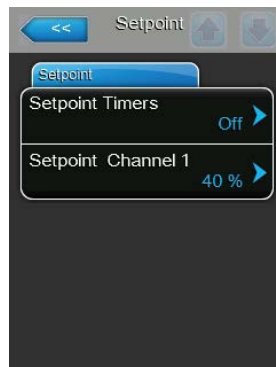 << Setpoint
Setpoint
Setpoint Timers
Off
Setpoint Channel 1
40 %